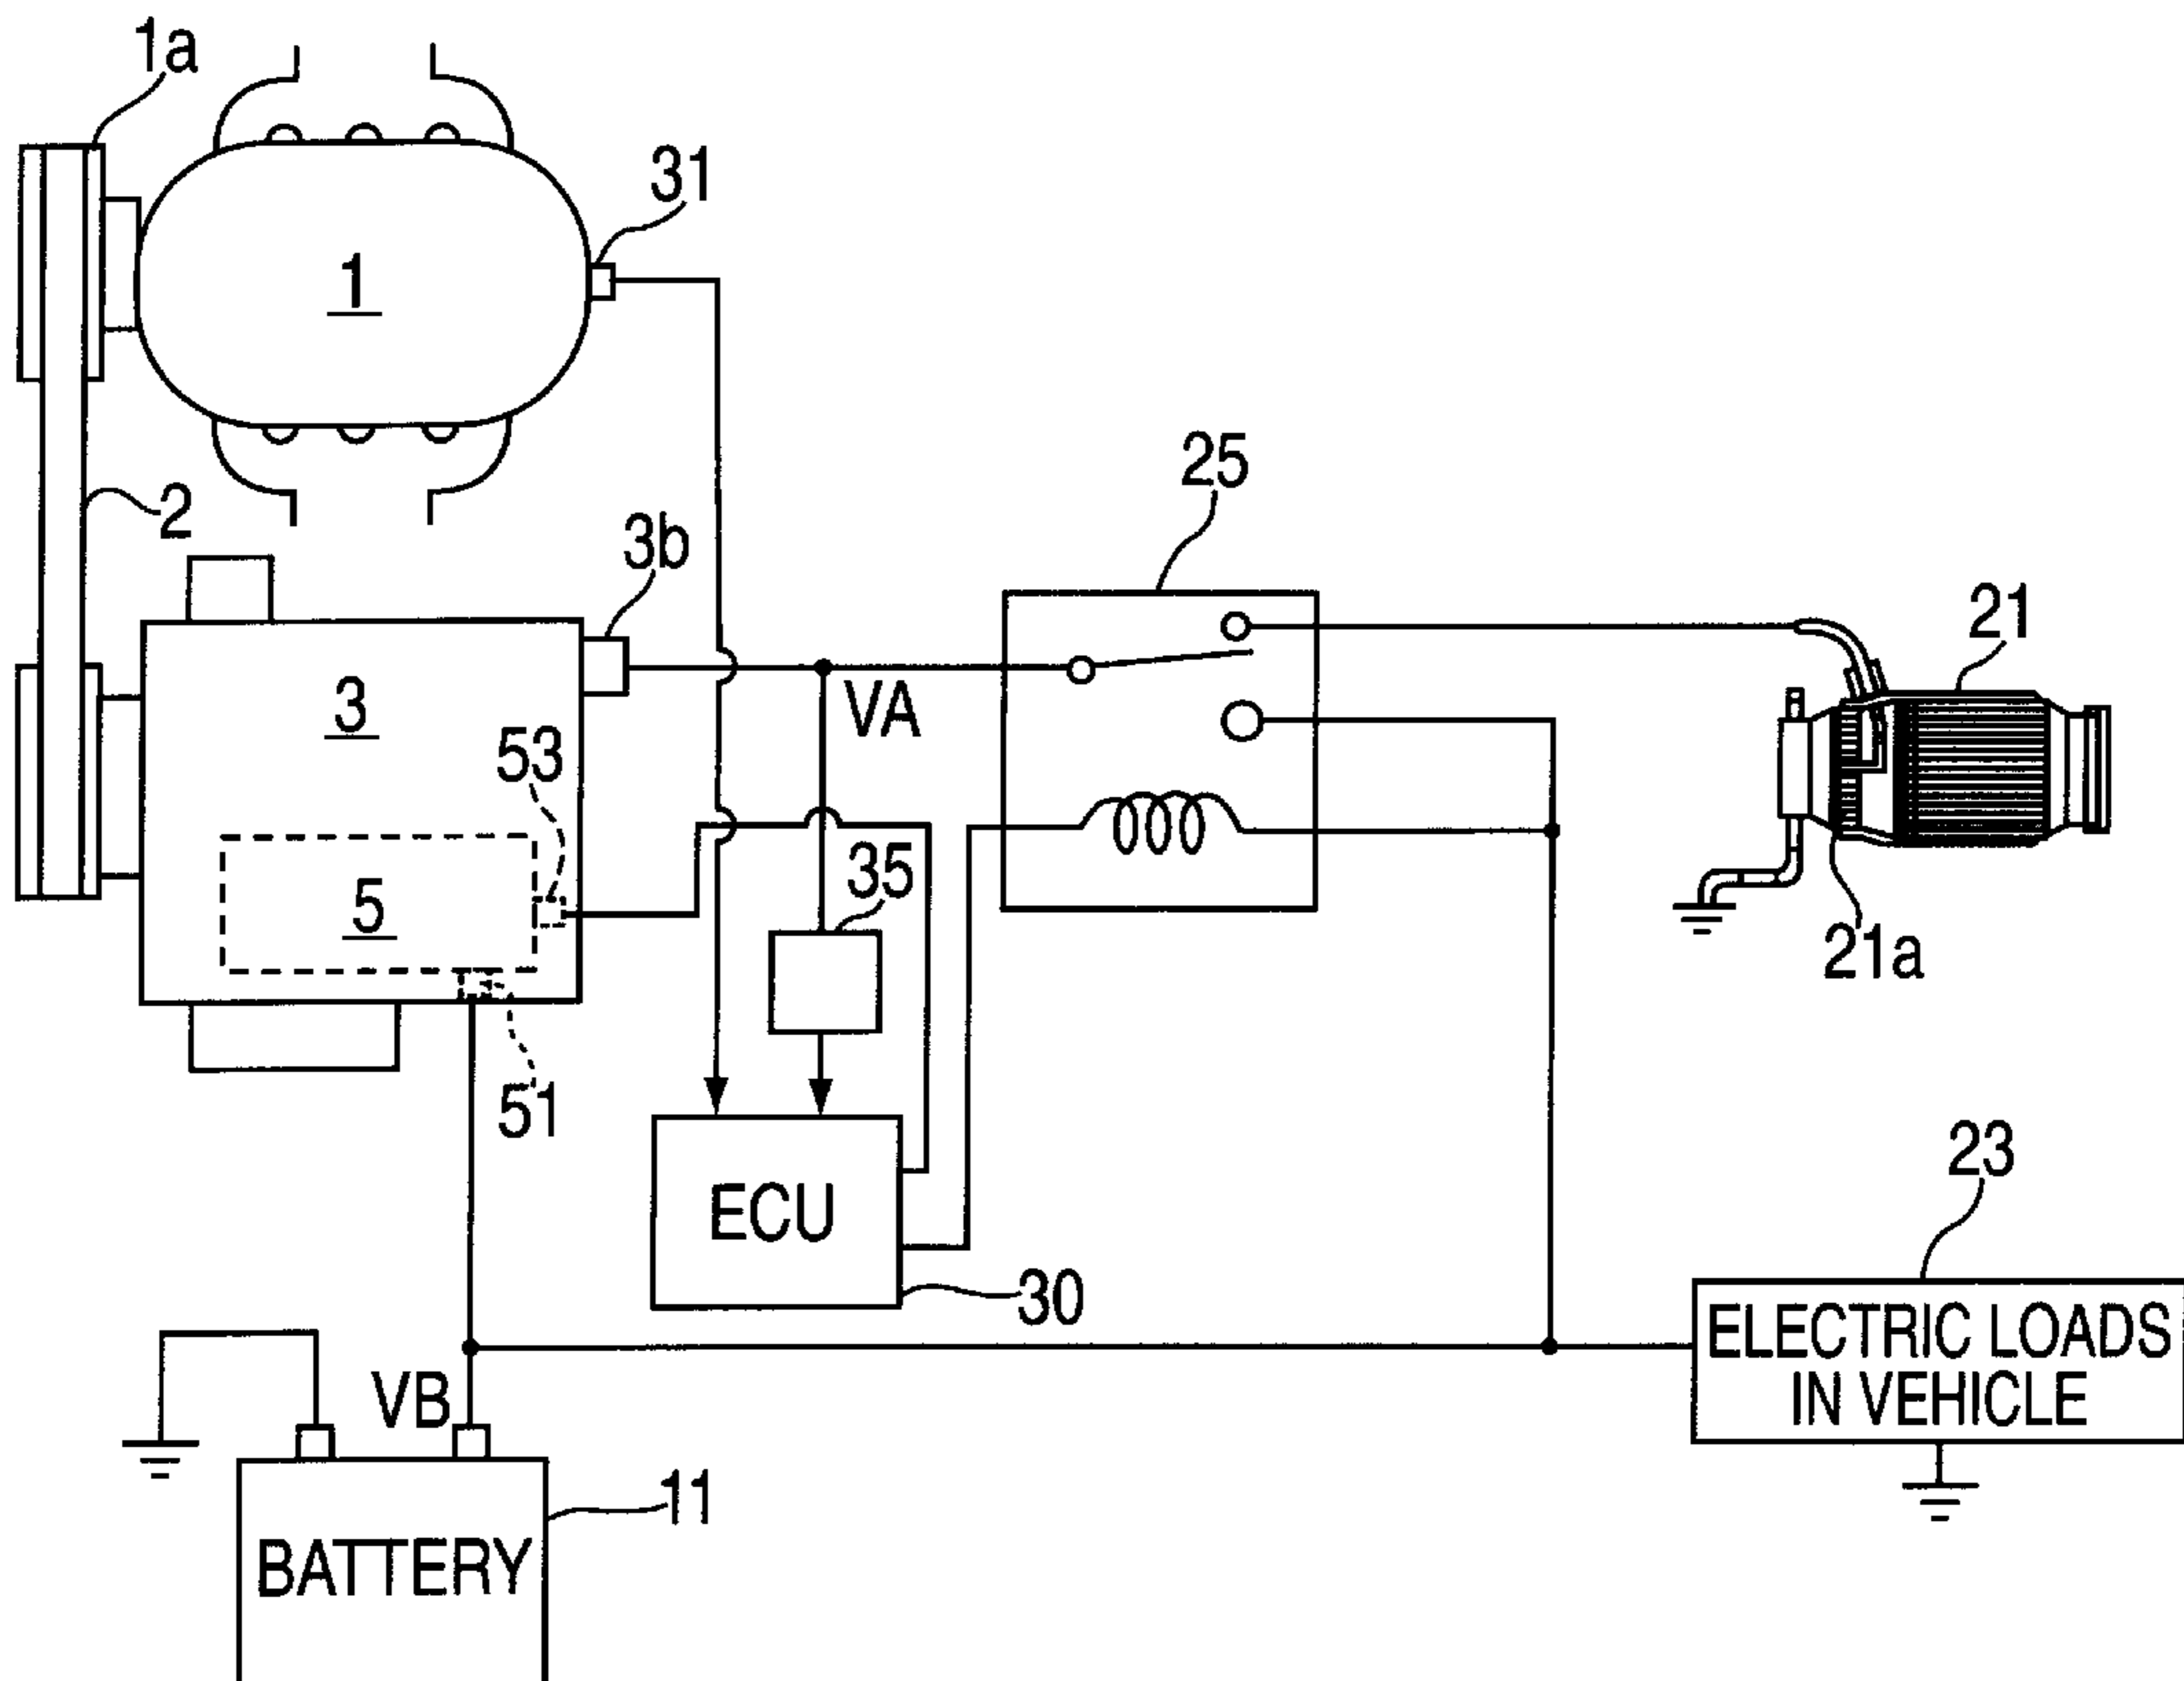 1a
31
1
25
2
3b
21
3
VA
53
35
5
21a
51
23
ECU
30
ELECTRIC LOADS
IN VEHICLE
VB
11
BATTERY